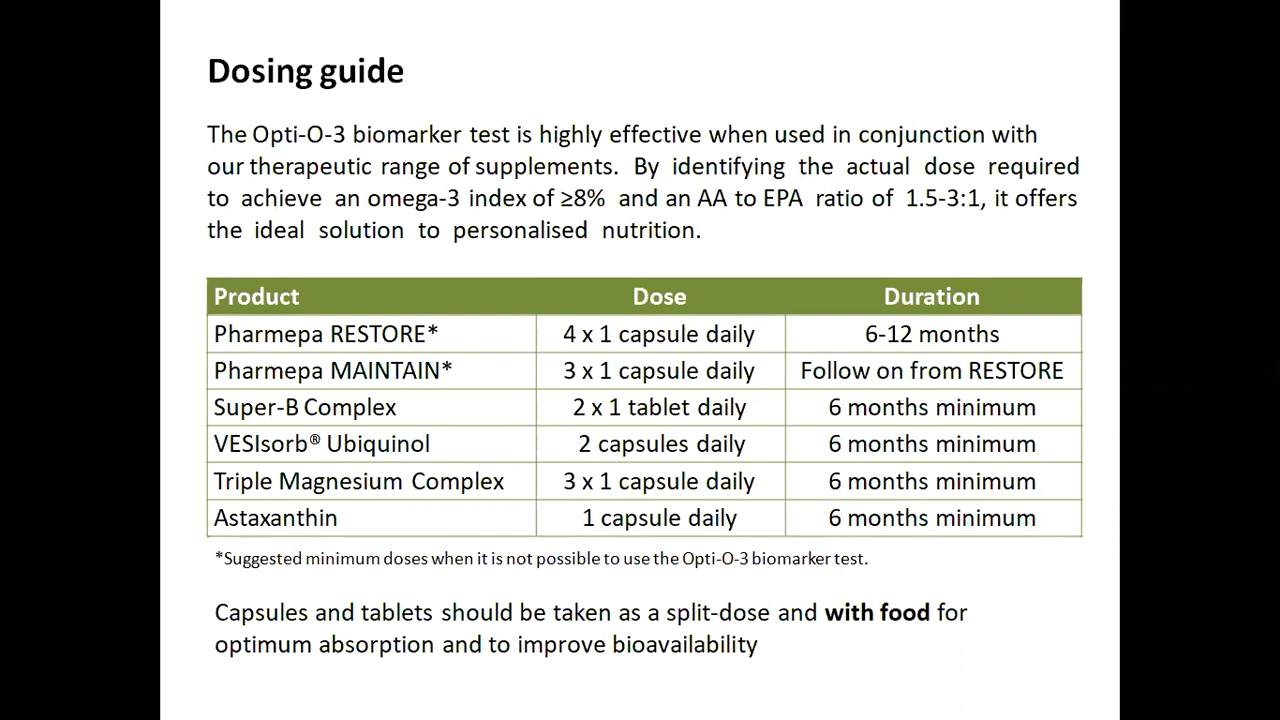 Dosing guide
The Opti-O-3 biomarker test is highly effective when used in conjunction with
our therapeutic range of supplements. By identifying the actual dose required
to achieve an omega-3 index of ≥8% and an AA to EPA ratio of 1.5-3:1, it offers
the ideal solution to personalised nutrition.
Product Dose Duration
Pharmepa RESTORE* 4 x 1 capsule daily 6-12 months
Pharmepa MAINTAIN* 3 x 1 capsule daily Follow on from RESTORE
Super-B Complex 2 x 1 tablet daily 6 months minimum
VESIsorb® Ubiquinol 2 capsules daily 6 months minimum
Triple Magnesium Complex 3 x 1 capsule daily 6 months minimum
Astaxanthin 1 capsule daily 6 months minimum
*Suggested minimum doses when it is not possible to use the Opti-O-3 biomarker test.
Capsules and tablets should be taken as a split-dose and with food for
optimum absorption and to improve bioavailability